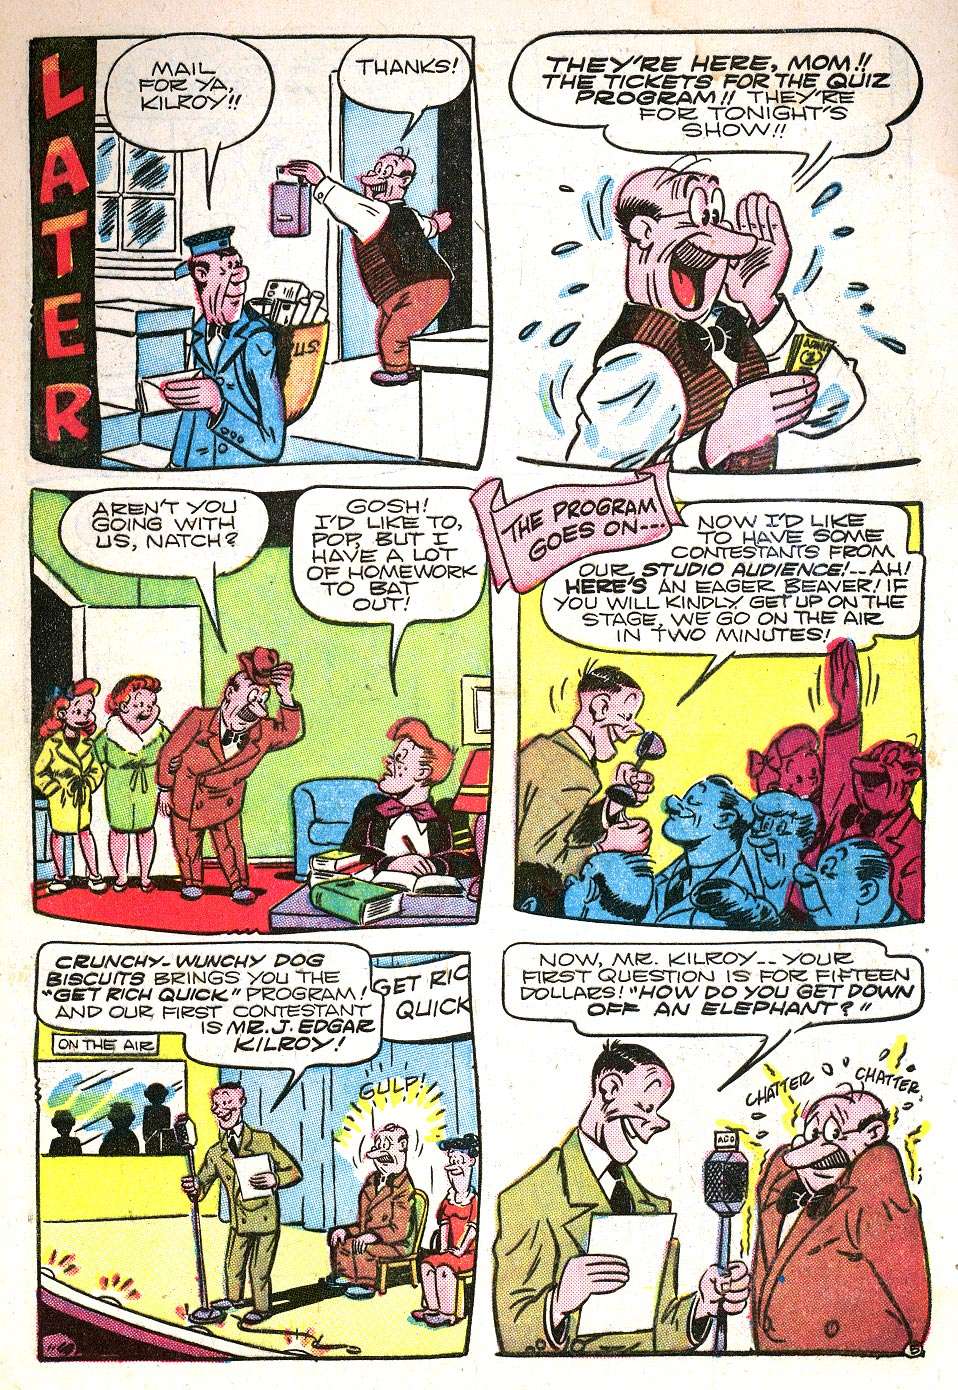 LATER
MAIL
FOR YA,
KILROY!!
THANKS!
U.S.
THEY'RE HERE, MOM!!
THE TICKETS FOR THE QUIZ
PROGRAM!! THEY'RE
FOR TONIGHT'S
SHOW!!
ADMIT
AREN'T YOU
GOING WITH
US, NATCH?
GOSH!
I'D LIKE TO,
POP, BUT I
HAVE A LOT
OF HOMEWORK
TO BAT
OUT!
THE PROGRAM
GOES ON---
NOW I'D LIKE
TO HAVE SOME
CONTESTANTS FROM
OUR STUDIO AUDIENCE!-- AH!
HERE'S AN EAGER BEAVER! IF
YOU WILL KINDLY GET UP ON THE
STAGE, WE GO ON THE AIR
IN TWO MINUTES!
CRUNCHY-WUNCHY DOG
BISCUITS BRINGS YOU THE
"GET RICH QUICK" PROGRAM!
AND OUR FIRST CONTESTANT
IS MR. J. EDGAR
KILROY!
GET RIC
QUICK
ON THE AIR
GULP!
NOW, MR. KILROY-- YOUR
FIRST QUESTION IS FOR FIFTEEN
DOLLARS! "HOW DO YOU GET DOWN
OFF AN ELEPHANT?"
CHATTER
CHATTER
5